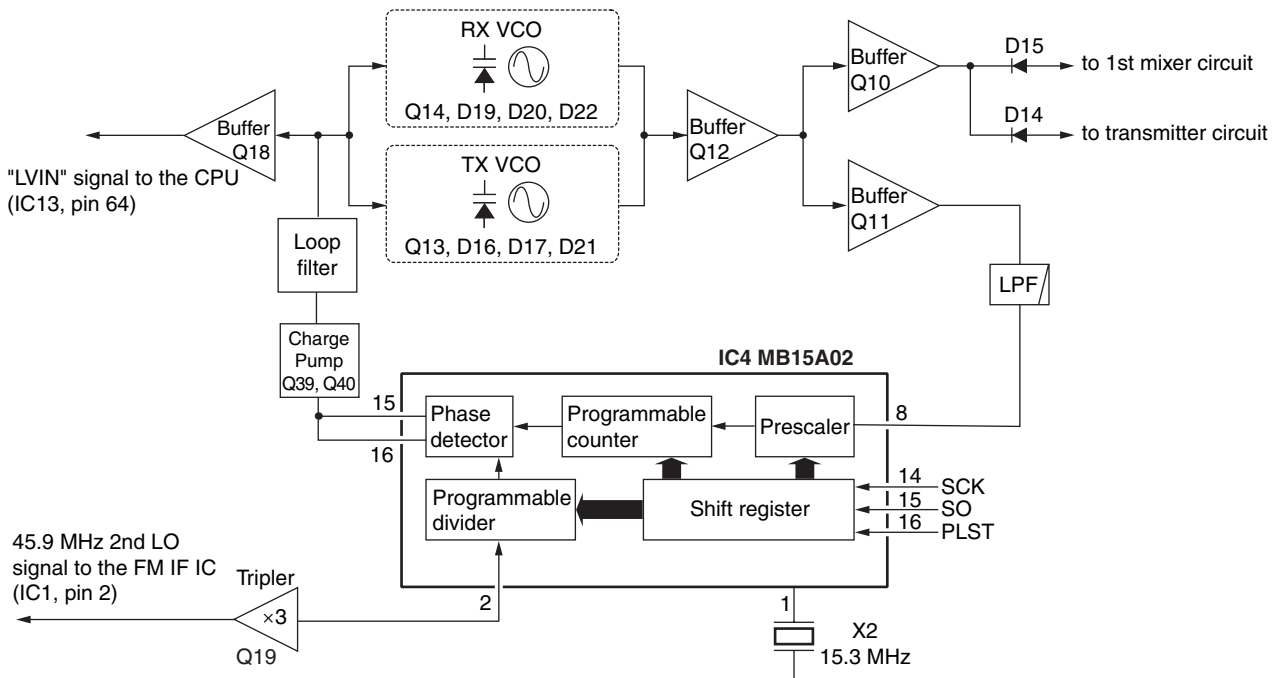 RX VCO
Q14, D19, D20, D22
Buffer
Q18
"LVIN" signal to the CPU
(IC13, pin 64)
TX VCO
Q13, D16, D17, D21
Buffer
Q12
Buffer
Q10
D15
to 1st mixer circuit
D14
to transmitter circuit
Buffer
Q11
LPF
Loop
filter
Charge
Pump
Q39, Q40
IC4 MB15A02
15
16
Phase
detector
Programmable
counter
Prescaler
8
Programmable
divider
Shift register
14
SCK
15
SO
16
PLST
45.9 MHz 2nd LO
signal to the FM IF IC
(IC1, pin 2)
Tripler
×3
Q19
2
1
X2
15.3 MHz